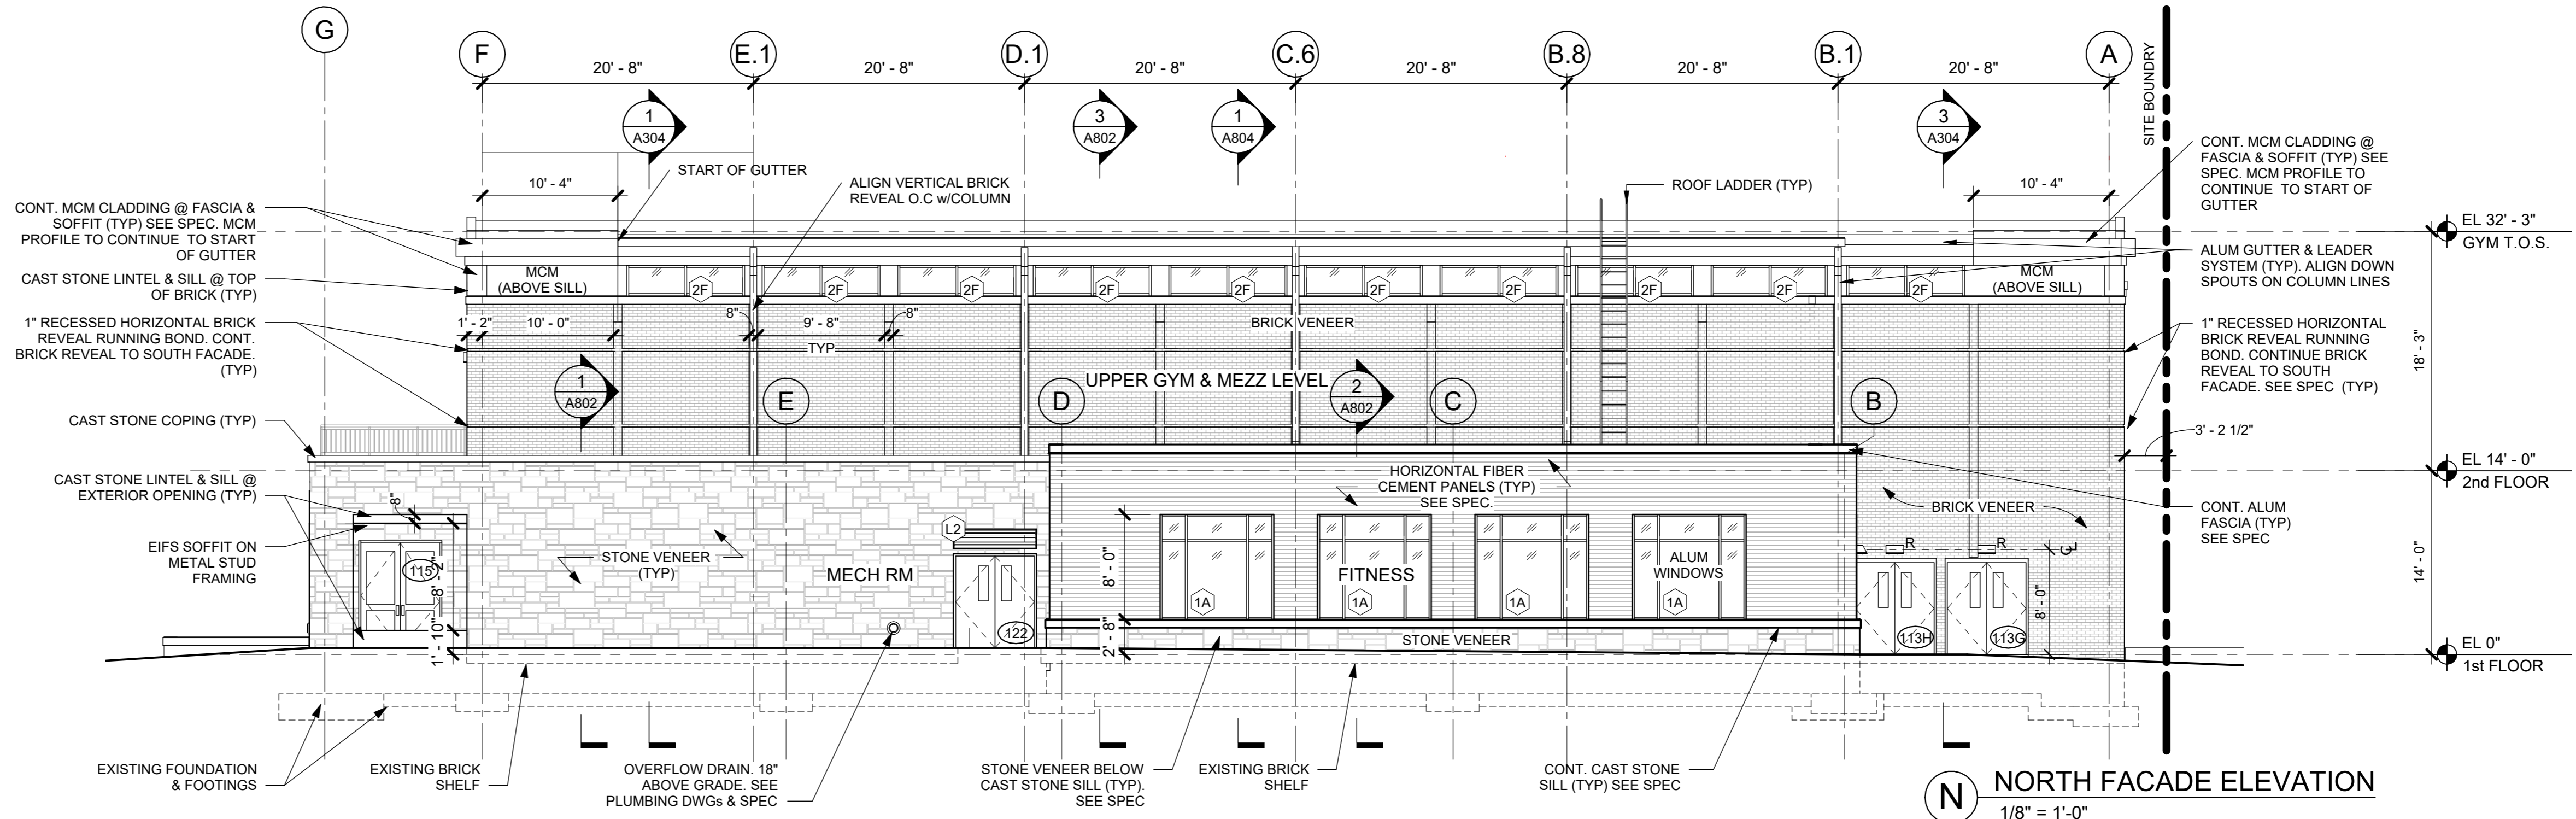 G
F
E.1
D.1
C.6
B.8
B.1
A
20' - 8"
20' - 8"
20' - 8"
20' - 8"
20' - 8"
20' - 8"
SITE BOUNDRY
1
A304
3
A802
1
A804
3
A304
START OF GUTTER
10' - 4"
ALIGN VERTICAL BRICK
REVEAL O.C w/COLUMN
ROOF LADDER (TYP)
10' - 4"
CONT. MCM CLADDING @
FASCIA & SOFFIT (TYP) SEE
SPEC. MCM PROFILE TO
CONTINUE TO START OF
GUTTER
CONT. MCM CLADDING @ FASCIA &
SOFFIT (TYP) SEE SPEC. MCM
PROFILE TO CONTINUE TO START
OF GUTTER
CAST STONE LINTEL & SILL @ TOP
OF BRICK (TYP)
1" RECESSED HORIZONTAL BRICK
REVEAL RUNNING BOND. CONT.
BRICK REVEAL TO SOUTH FACADE.
(TYP)
CAST STONE COPING (TYP)
CAST STONE LINTEL & SILL @
EXTERIOR OPENING (TYP)
EIFS SOFFIT ON
METAL STUD
FRAMING
MCM
(ABOVE SILL)
2F
2F
2F
2F
2F
2F
2F
2F
2F
MCM
(ABOVE SILL)
1' - 2"
10' - 0"
8"
9' - 8"
TYP
8"
BRICK VENEER
UPPER GYM & MEZZ LEVEL
1
A802
2
A802
E
D
C
B
EL 32' - 3"
GYM T.O.S.
ALUM GUTTER & LEADER
SYSTEM (TYP). ALIGN DOWN
SPOUTS ON COLUMN LINES
1" RECESSED HORIZONTAL
BRICK REVEAL RUNNING
BOND. CONTINUE BRICK
REVEAL TO SOUTH
FACADE. SEE SPEC (TYP)
18' - 3"
3' - 2 1/2"
EL 14' - 0"
2nd FLOOR
CONT. ALUM
FASCIA (TYP)
SEE SPEC
14' - 0"
EL 0"
1st FLOOR
HORIZONTAL FIBER
CEMENT PANELS (TYP)
SEE SPEC.
BRICK VENEER
8"
115
8' - 2"
1' - 10"
STONE VENEER
(TYP)
L2
MECH RM
122
8' - 0"
2' - 8"
FITNESS
ALUM
WINDOWS
1A
1A
1A
1A
STONE VENEER
R
R
CL
8' - 0"
113H
113G
EXISTING FOUNDATION
& FOOTINGS
EXISTING BRICK
SHELF
OVERFLOW DRAIN. 18"
ABOVE GRADE. SEE
PLUMBING DWGs & SPEC
STONE VENEER BELOW
CAST STONE SILL (TYP).
SEE SPEC
EXISTING BRICK
SHELF
CONT. CAST STONE
SILL (TYP) SEE SPEC
N
NORTH FACADE ELEVATION
1/8" = 1'-0"